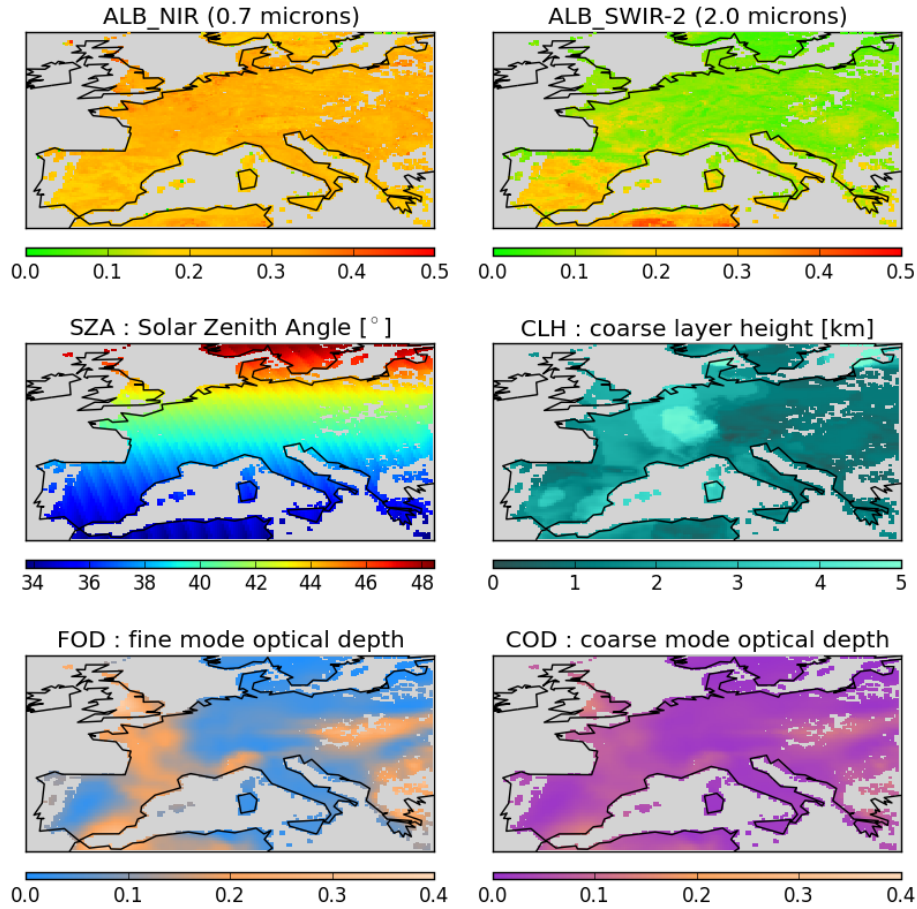 ALB_NIR (0.7 microns)
ALB_SWIR-2 (2.0 microns)
0.0 0.1 0.2 0.3 0.4 0.5
0.0 0.1 0.2 0.3 0.4 0.5
SZA : Solar Zenith Angle [°]
CLH : coarse layer height [km]
34 36 38 40 42 44 46 48
0 1 2 3 4 5
FOD : fine mode optical depth
COD : coarse mode optical depth
0.0 0.1 0.2 0.3 0.4
0.0 0.1 0.2 0.3 0.4